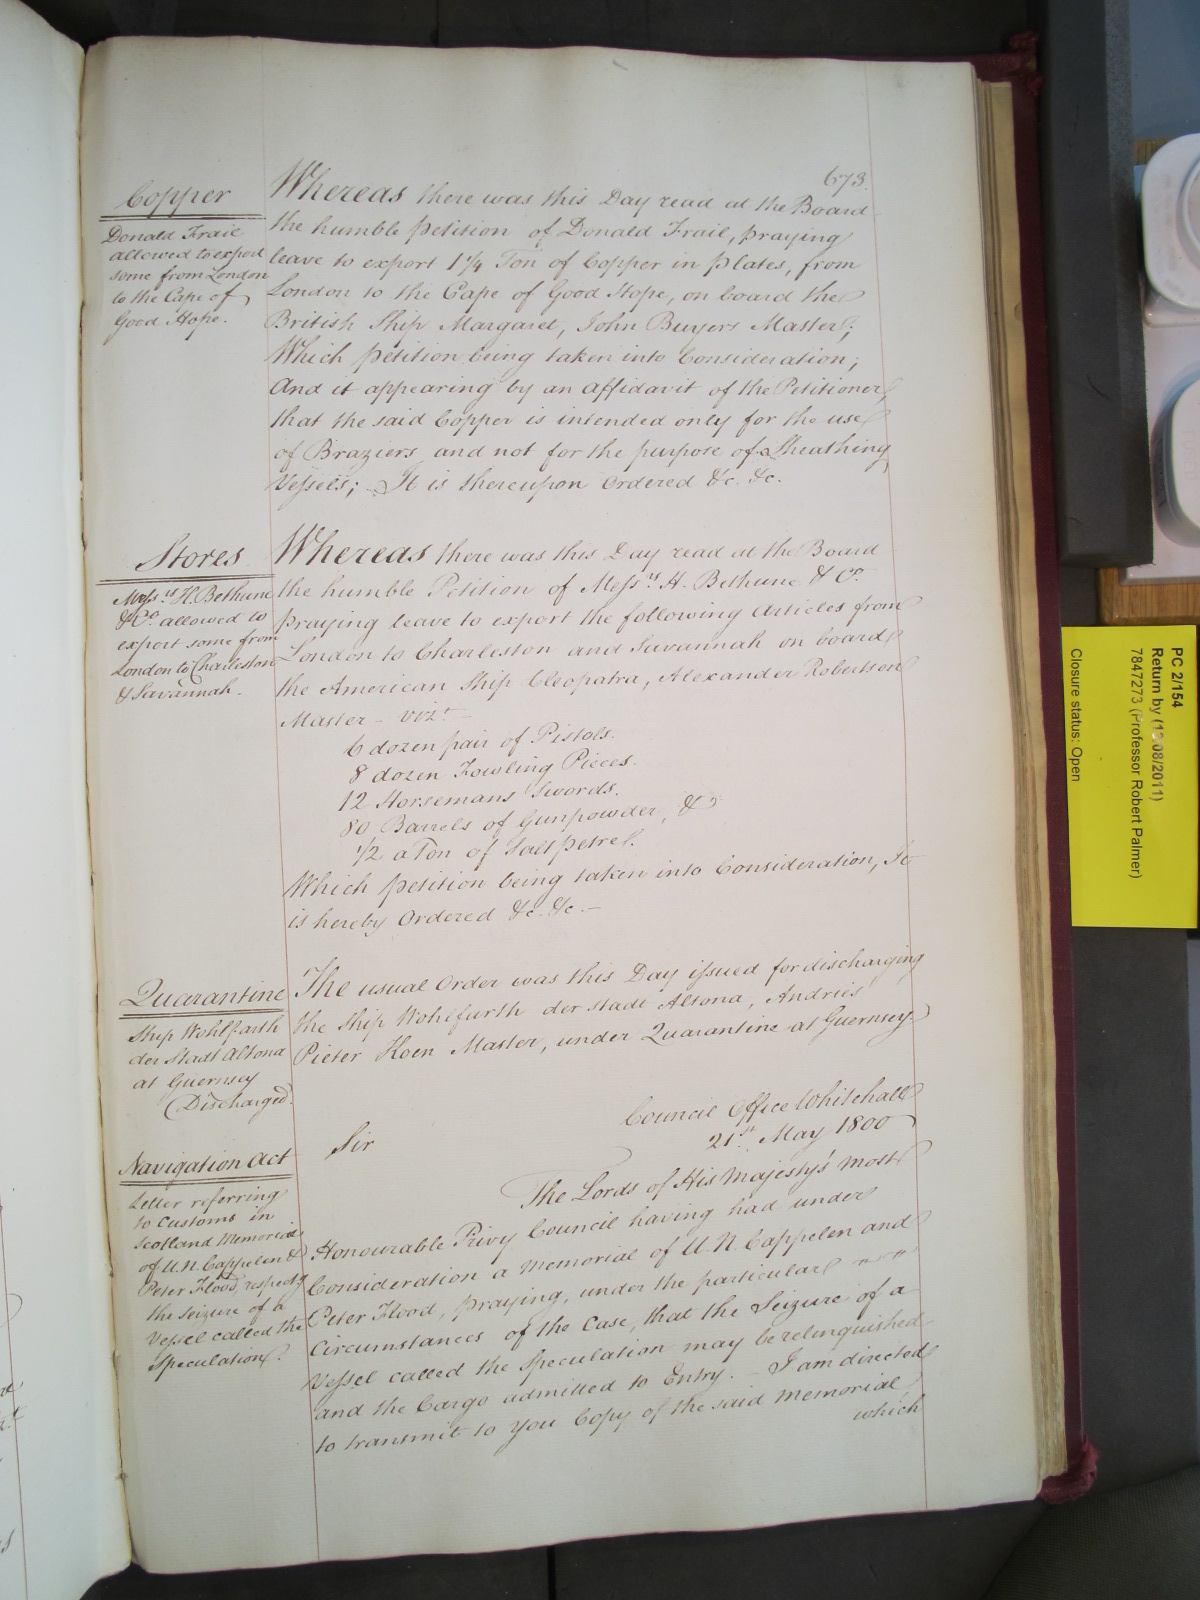 673
Copper
Donald Trail
allowed to export
some from London
to the Cape of
Good Hope.
Whereas there was this Day read at the Board
the humble Petition of Donald Trail, praying
leave to export 1¼ Ton of Copper in Plates, from
London to the Cape of Good Hope, on board the
British Ship Margaret, John Buyers Master;
Which Petition being taken into Consideration;
And it appearing by an Affidavit of the Petitioner,
that the said Copper is intended only for the use
of Braziers and not for the purpose of Sheathing
Vessels; It is thereupon Ordered &c. &c.
Stores
Messrs. H. Bethune
& Co. allowed to
export some from
London to Charleston
& Savannah.
Whereas there was this Day read at the Board
the humble Petition of Messrs. H. Bethune & Co.
praying leave to export the following Articles from
London to Charleston and Savannah on board
the American Ship Cleopatra, Alexander Robertson
Master - vizt.
6 dozen pair of Pistols.
8 dozen Fowling Pieces.
12 Horsemans Swords.
80 Barrels of Gunpowder, &
1/2 a Ton of Saltpetre.
Which Petition being taken into Consideration, It
is hereby Ordered &c. &c. -
Quarantine
Ship Wohlfarth
der Stadt Altona
at Guernsey
Discharged.
The usual Order was this Day issued for discharging
the Ship Wohlfurth der stadt Altona, Andries
Pieter Koen Master, under Quarantine at Guernsey.
Navigation Act
Letter referring
to Customs in
Scotland Memorial
of U.N. Cappelen &
Peter Flood, respectg
the Seizure of a
Vessel called the
Speculation.
Council Office Whitehall
21st. May 1800
Sir
The Lords of His Majesty's most
Honourable Privy Council having had under
Consideration a Memorial of U.N. Cappelen and
Peter Flood, praying, under the particular
Circumstances of the Case, that the Seizure of a
Vessel called the Speculation may be relinquished
and the Cargo admitted to Entry. - I am directed
to transmit to you Copy of the said Memorial,
which
PC 2/154
Return by (08/2011)
7847273 (Professor Robert Palmer)
Closure status: Open